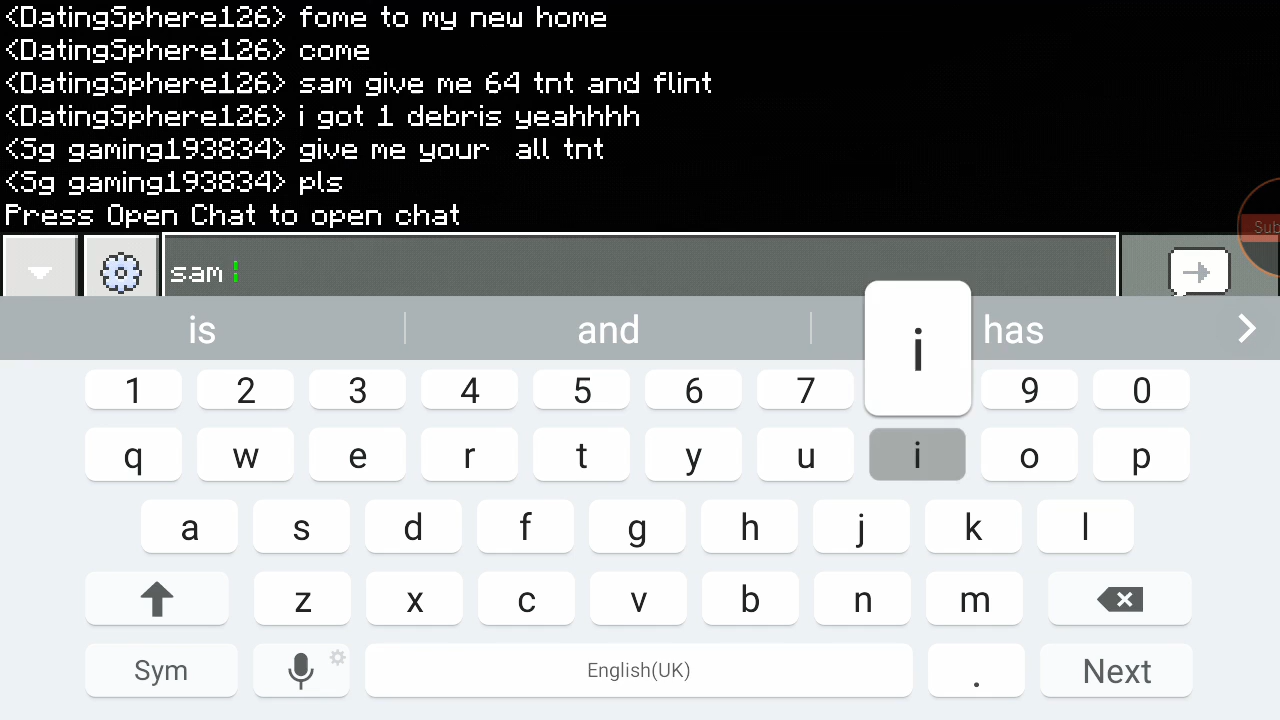 <DatingSphere126> fome to my new home
<DatingSphere126> come
<DatingSphere126> sam give me 64 tnt and flint
<DatingSphere126> i got 1 debris yeahhhh
<Sg gaming193834> give me your  all tnt
<Sg gaming193834> pls
Press Open Chat to open chat
Sub
sam
is and has
i
1 2 3 4 5 6 7 9 0
q w e r t y u i o p
a s d f g h j k l
z x c v b n m
Sym English(UK) . Next